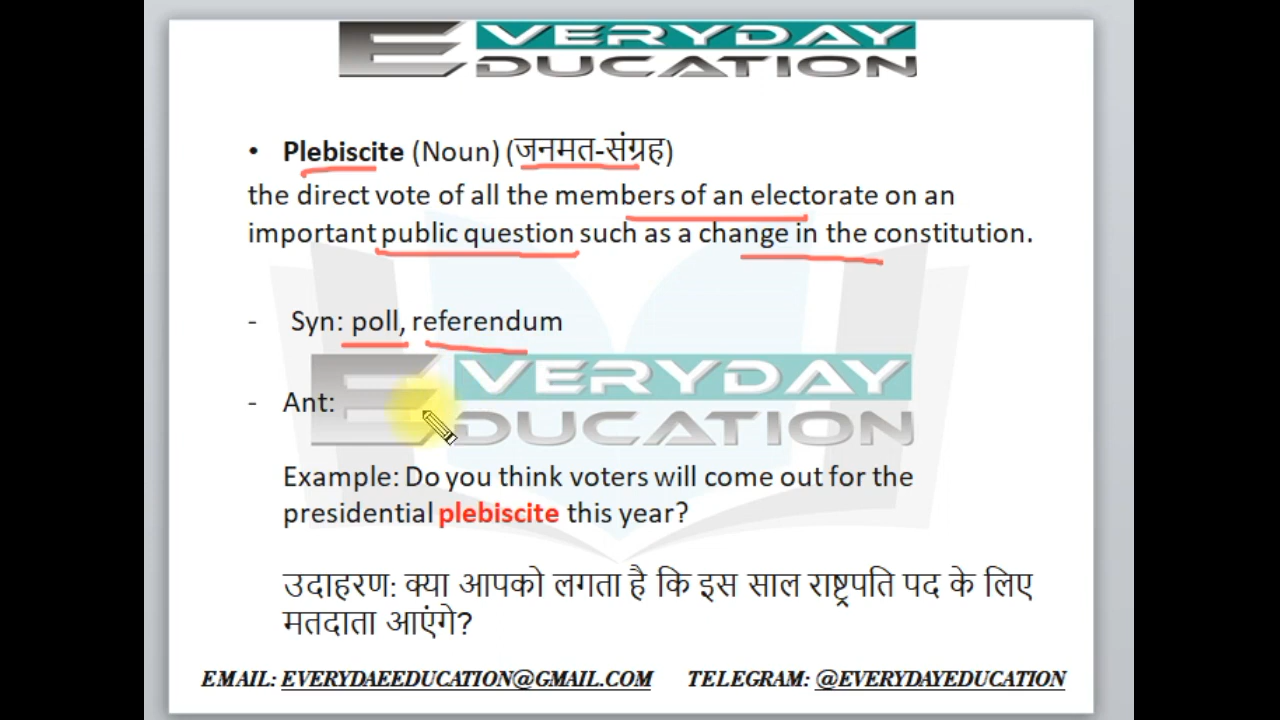 EVERYDAY
EDUCATION
• Plebiscite (Noun) (जनमत-संग्रह)
the direct vote of all the members of an electorate on an
important public question such as a change in the constitution.
- Syn: poll, referendum
EVERYDAY
EDUCATION
- Ant:
Example: Do you think voters will come out for the
presidential plebiscite this year?
उदाहरण: क्या आपको लगता है कि इस साल राष्ट्रपति पद के लिए
मतदाता आएंगे?
EMAIL: EVERYDAEEDUCATION@GMAIL.COM TELEGRAM: @EVERYDAYEDUCATION